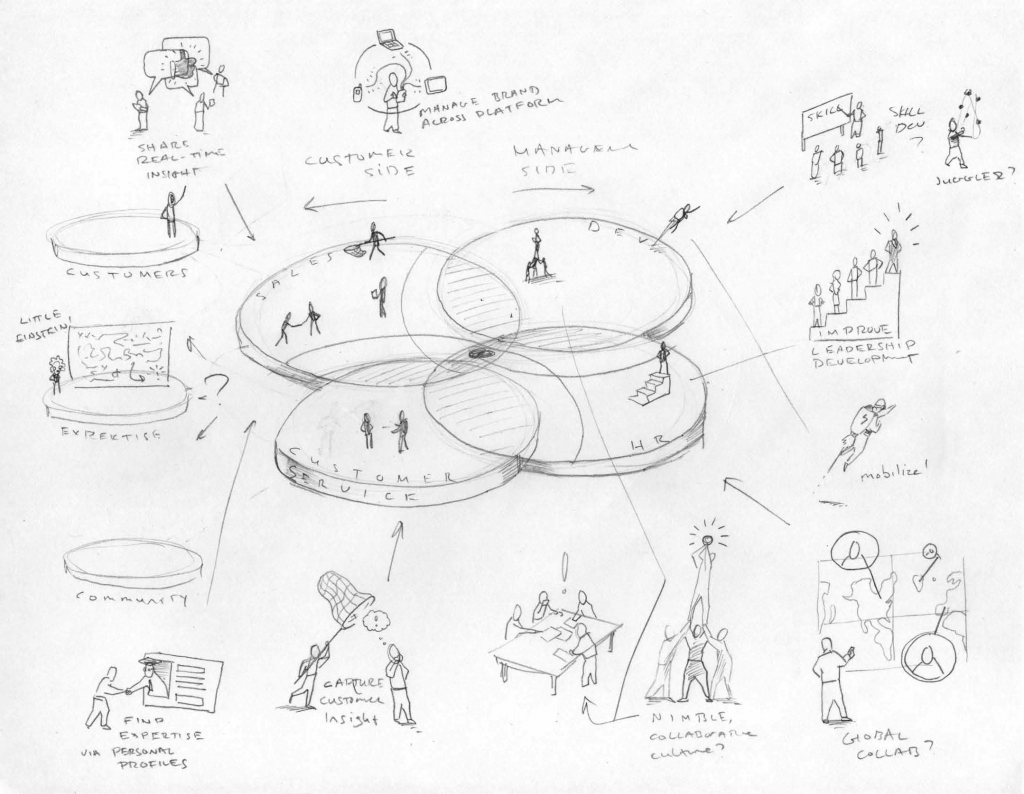 SHARE
REAL-TIME
INSIGHT
MANAGE BRAND
ACROSS PLATFORM
CUSTOMER
SIDE
SIDE
SKILL
SKILL
DEV
?
JUGGLER?
CUSTOMERS
SALES
DEV
LITTLE
EINSTEIN,
EXPERTISE
?
IMPROVE
LEADERSHIP
DEVELOPMENT
CUSTOMER
SERVICE
HR
mobilize!
COMMUNITY
!
FIND
EXPERTISE
VIA PERSONAL
PROFILES
CAPTURE
CUSTOMER
Insight
NIMBLE,
COLLABORATIVE
culture?
GLOBAL
COLLAB?